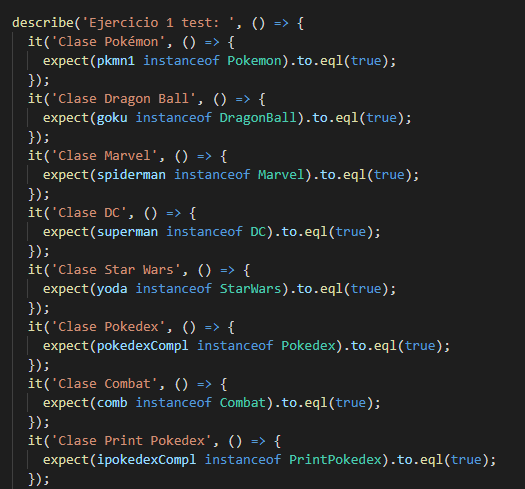 describe('Ejercicio 1 test: ', () => {
it('Clase Pokémon', () => {
expect(pkmn1 instanceof Pokemon).to.eql(true);
});
it('Clase Dragon Ball', () => {
expect(goku instanceof DragonBall).to.eql(true);
});
it('Clase Marvel', () => {
expect(spiderman instanceof Marvel).to.eql(true);
});
it('Clase DC', () => {
expect(superman instanceof DC).to.eql(true);
});
it('Clase Star Wars', () => {
expect(yoda instanceof StarWars).to.eql(true);
});
it('Clase Pokedex', () => {
expect(pokedexCompl instanceof Pokedex).to.eql(true);
});
it('Clase Combat', () => {
expect(comb instanceof Combat).to.eql(true);
});
it('Clase Print Pokedex', () => {
expect(ipokedexCompl instanceof PrintPokedex).to.eql(true);
});